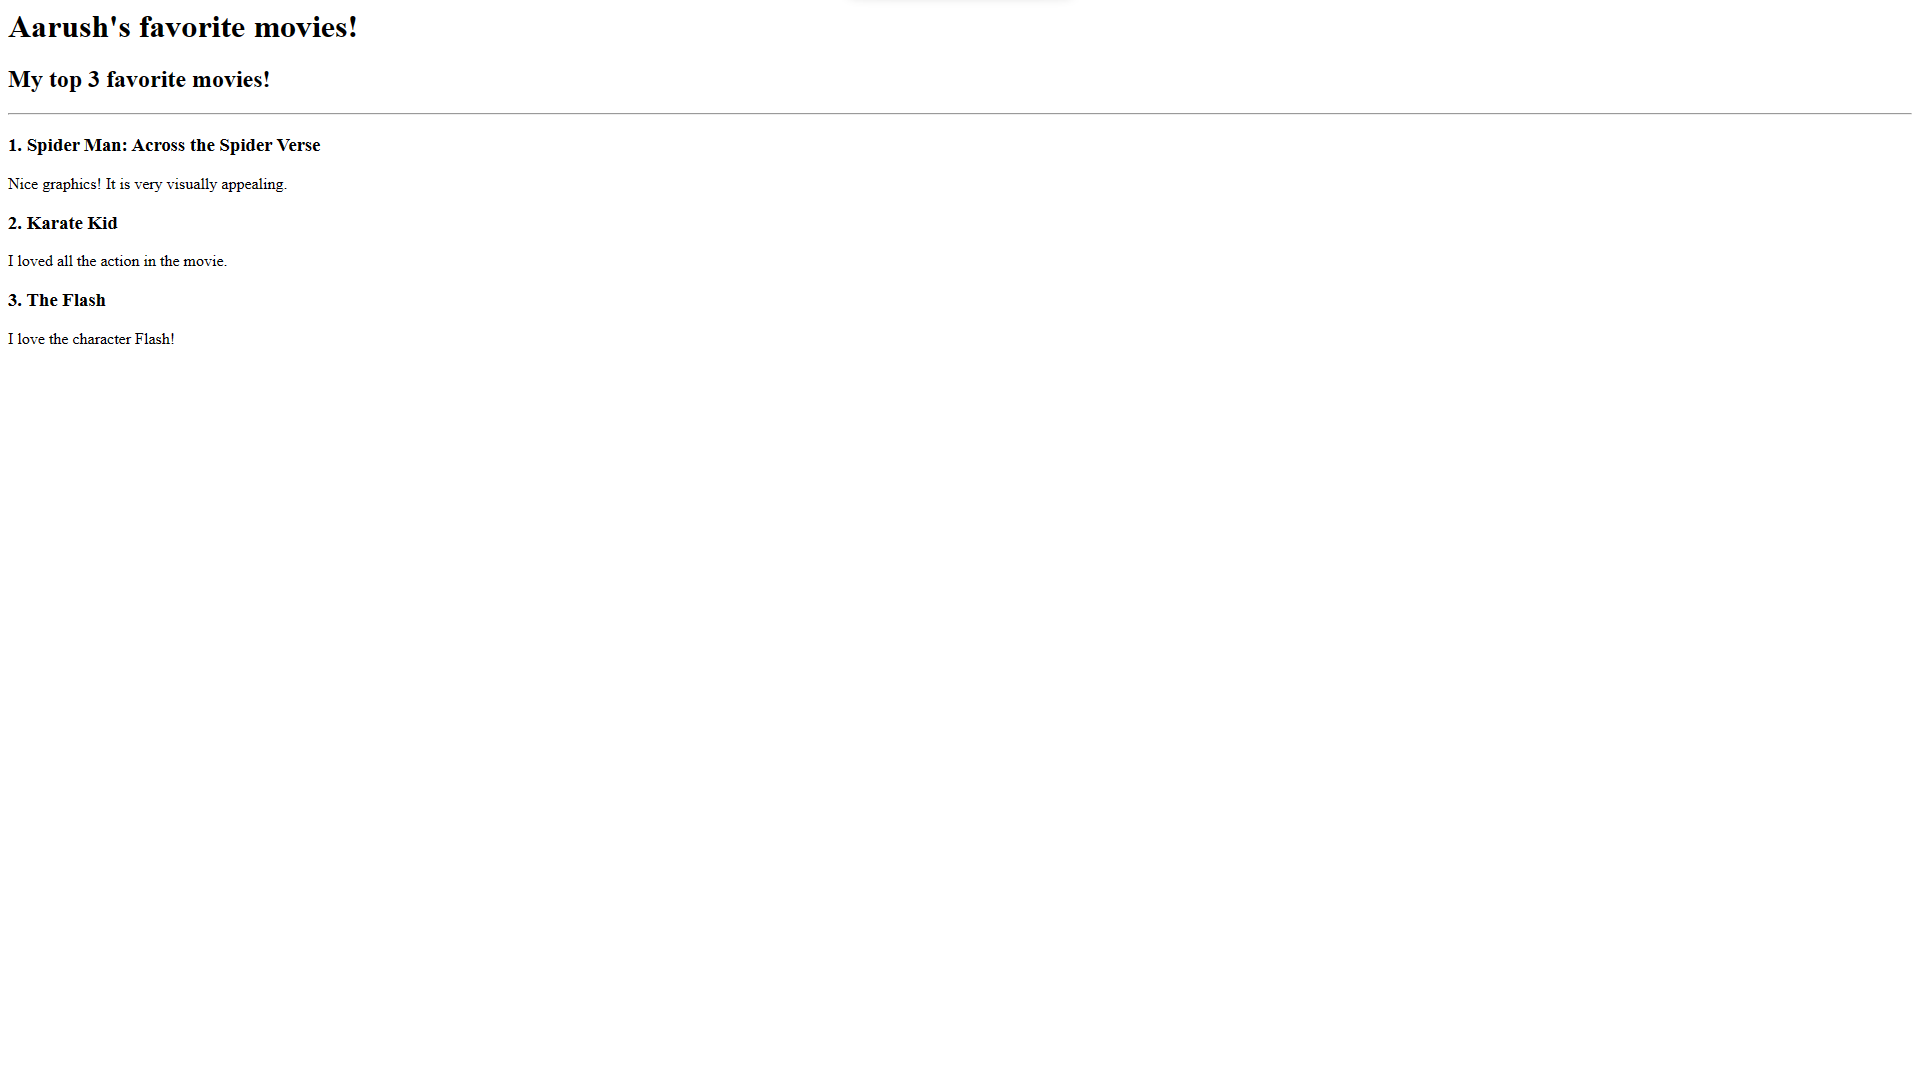 Aarush's favorite movies!
My top 3 favorite movies!
1. Spider Man: Across the Spider Verse
Nice graphics! It is very visually appealing.
2. Karate Kid
I loved all the action in the movie.
3. The Flash
I love the character Flash!